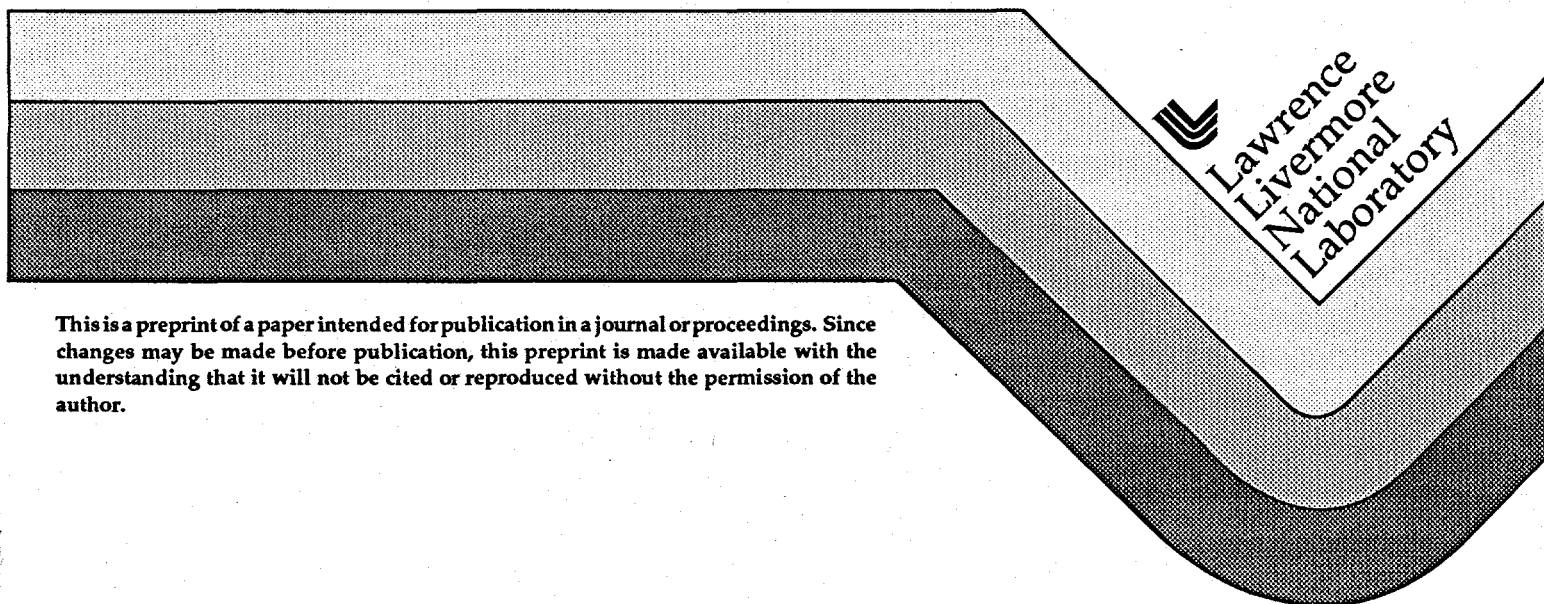 Lawrence
Livermore
National
Laboratory
This is a preprint of a paper intended for publication in a journal or proceedings. Since
changes may be made before publication, this preprint is made available with the
understanding that it will not be cited or reproduced without the permission of the
author.